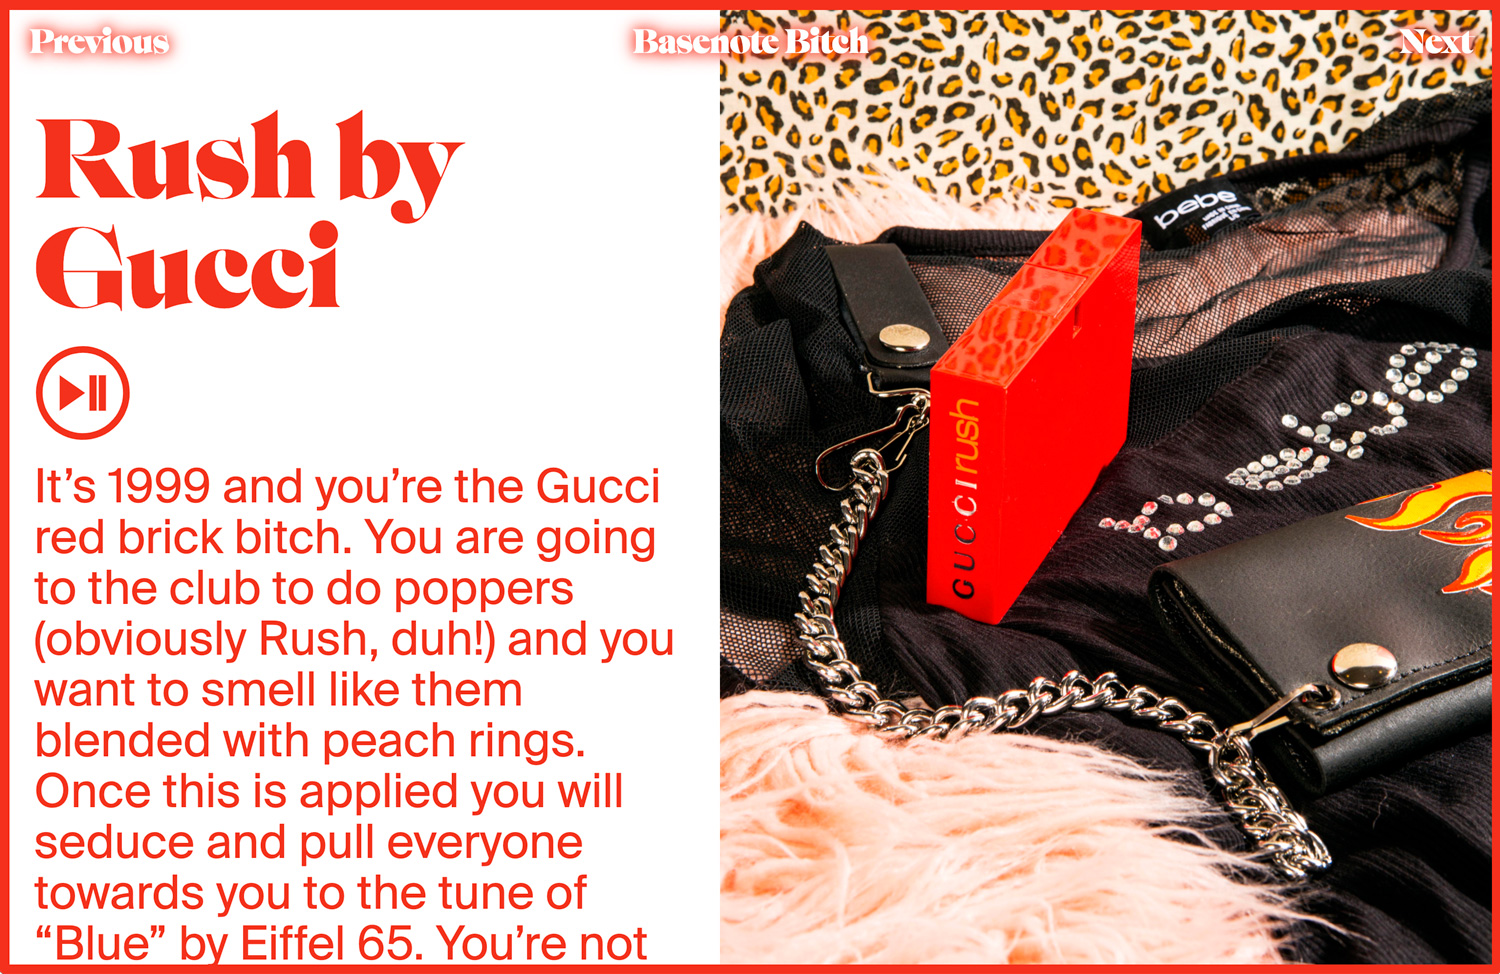 Previous
Basenote Bitch
Next
Rush by
Gucci
It’s 1999 and you’re the Gucci
red brick bitch. You are going
to the club to do poppers
(obviously Rush, duh!) and you
want to smell like them
blended with peach rings.
Once this is applied you will
seduce and pull everyone
towards you to the tune of
“Blue” by Eiffel 65. You’re not
bebe
GUCCI rush